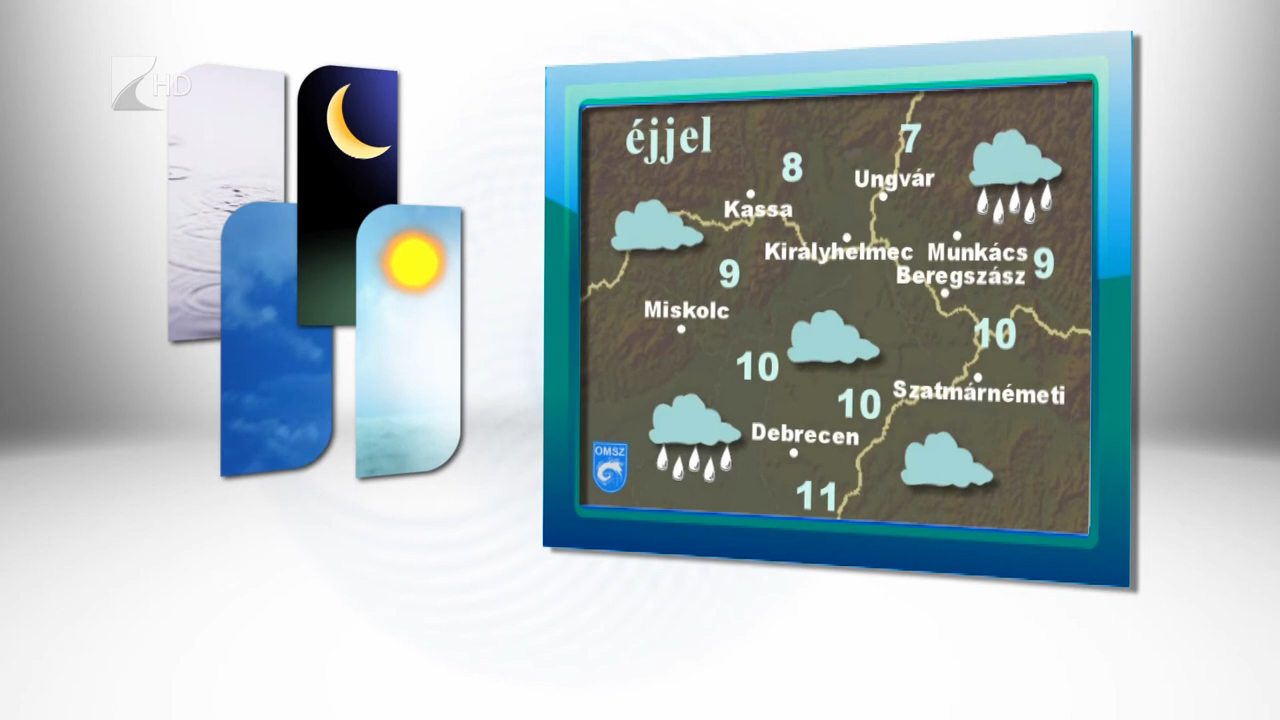 HD
éjjel
7
8
Ungvár
Kassa
Királyhelmec
Munkács
9
Beregszász
9
Miskolc
10
10
10
Szatmárnémeti
Debrecen
OMSZ
11